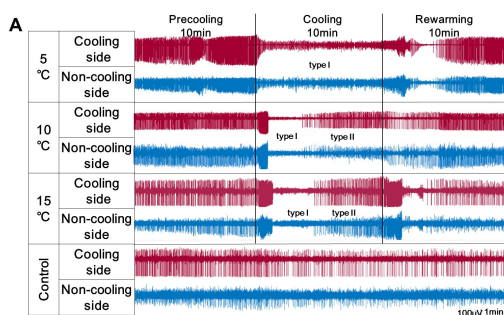 A
Precooling Cooling Rewarming
10min 10min 10min
5 ℃
Cooling side
type I
Non-cooling side
10 ℃
Cooling side
type I type II
Non-cooling side
15 ℃
Cooling side
type I type II
Non-cooling side
Control
Cooling side
Non-cooling side
100uV 1min